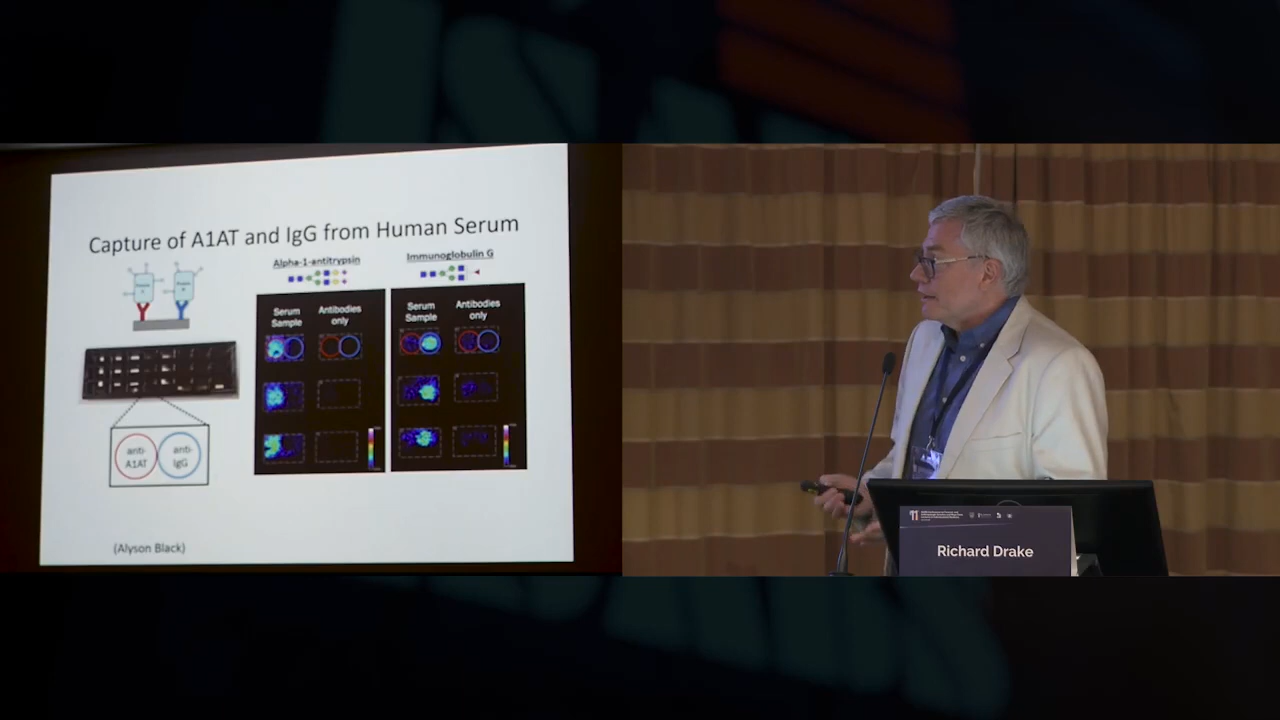 Capture of A1AT and IgG from Human Serum
Alpha-1-antitrypsin
Immunoglobulin G
Serum
Sample
Antibodies
only
Serum
Sample
Antibodies
only
anti-
A1AT
anti-
IgG
(Alyson Black)
11
Richard Drake